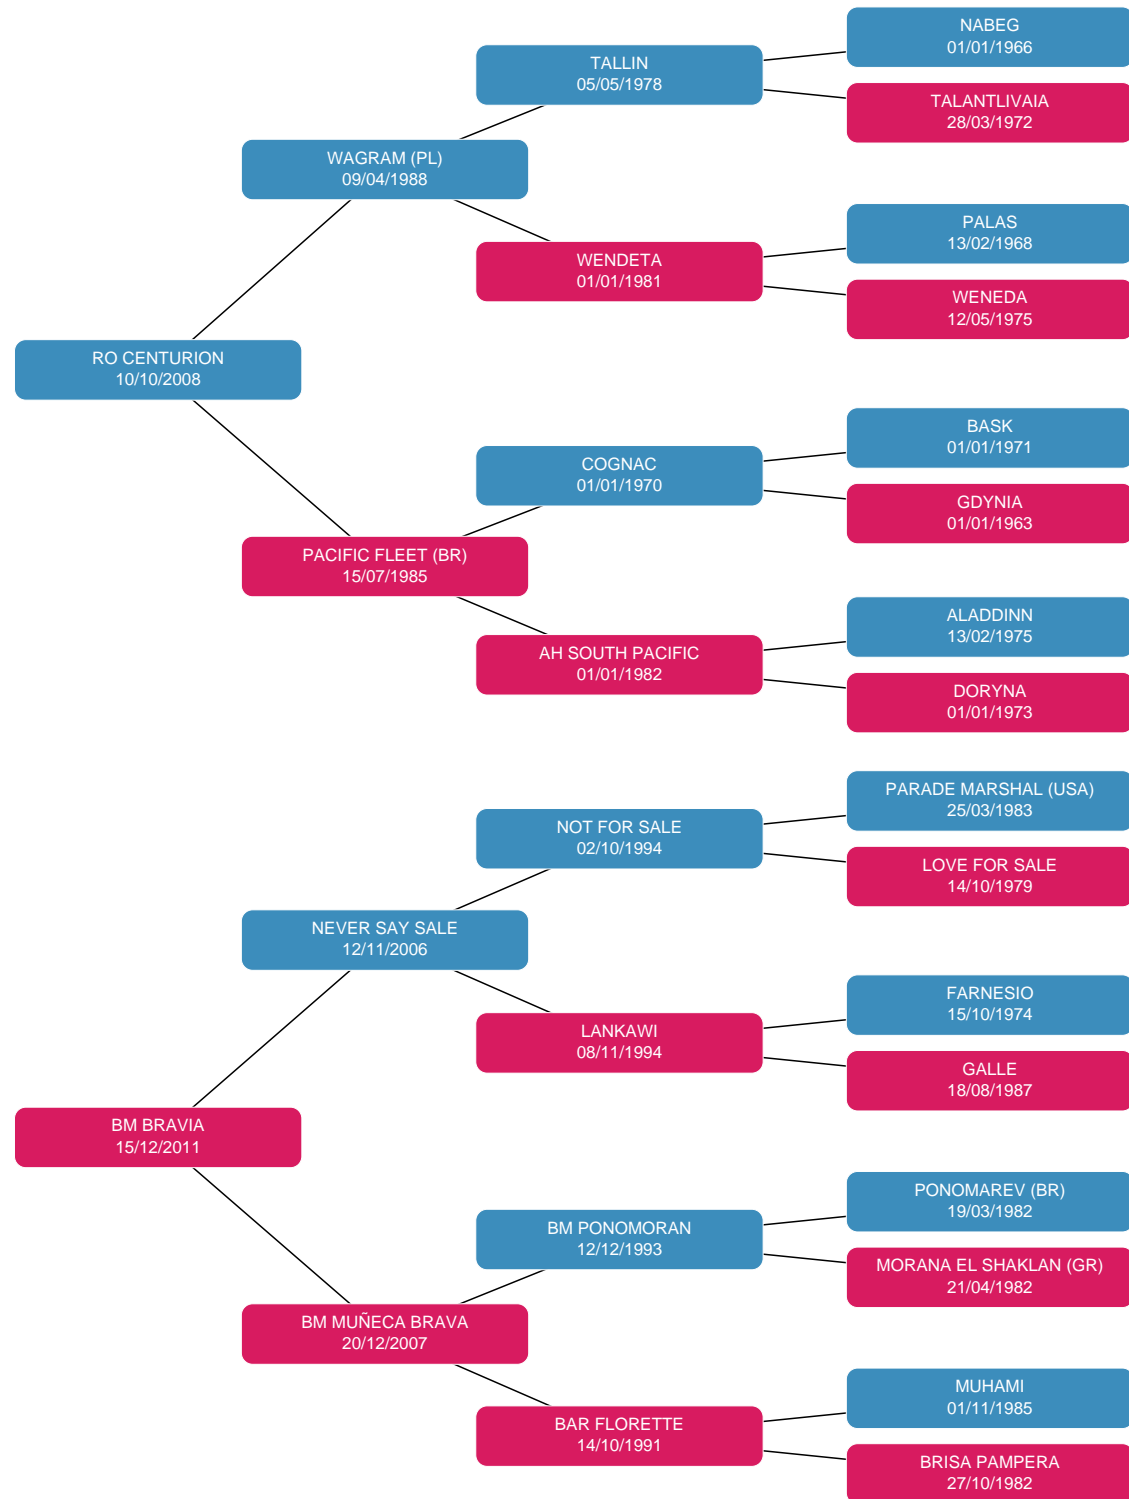 NABEG
01/01/1966
TALLIN
05/05/1978
TALANTLIVAIA
28/03/1972
WAGRAM (PL)
09/04/1988
PALAS
13/02/1968
WENDETA
01/01/1981
WENEDA
12/05/1975
RO CENTURION
10/10/2008
BASK
01/01/1971
COGNAC
01/01/1970
GDYNIA
01/01/1963
PACIFIC FLEET (BR)
15/07/1985
ALADDINN
13/02/1975
AH SOUTH PACIFIC
01/01/1982
DORYNA
01/01/1973
PARADE MARSHAL (USA)
25/03/1983
NOT FOR SALE
02/10/1994
LOVE FOR SALE
14/10/1979
NEVER SAY SALE
12/11/2006
FARNESIO
15/10/1974
LANKAWI
08/11/1994
GALLE
18/08/1987
BM BRAVIA
15/12/2011
PONOMAREV (BR)
19/03/1982
BM PONOMORAN
12/12/1993
MORANA EL SHAKLAN (GR)
21/04/1982
BM MUÑECA BRAVA
20/12/2007
MUHAMI
01/11/1985
BAR FLORETTE
14/10/1991
BRISA PAMPERA
27/10/1982